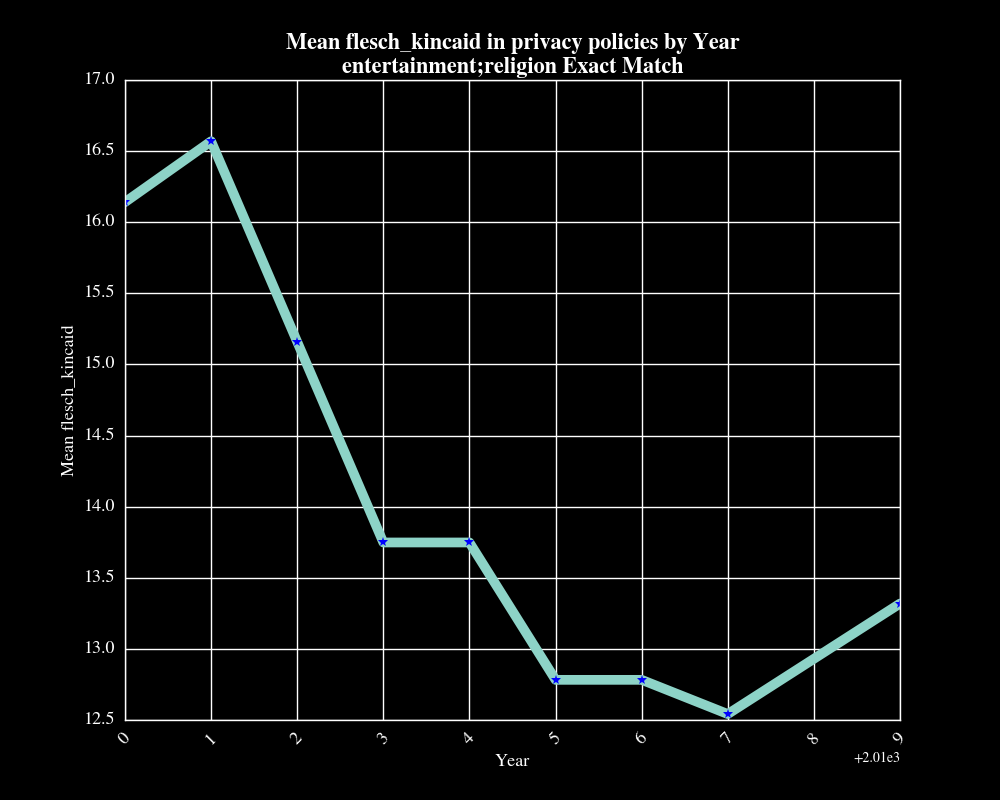 Mean flesch_kincaid in privacy policies by Year
entertainment;religion Exact Match
17.0
16.5
16.0
15.5
15.0
14.5
14.0
13.5
13.0
12.5
Mean flesch_kincaid
0 1 2 3 4 5 6 7 8 9
Year
+2.01e3